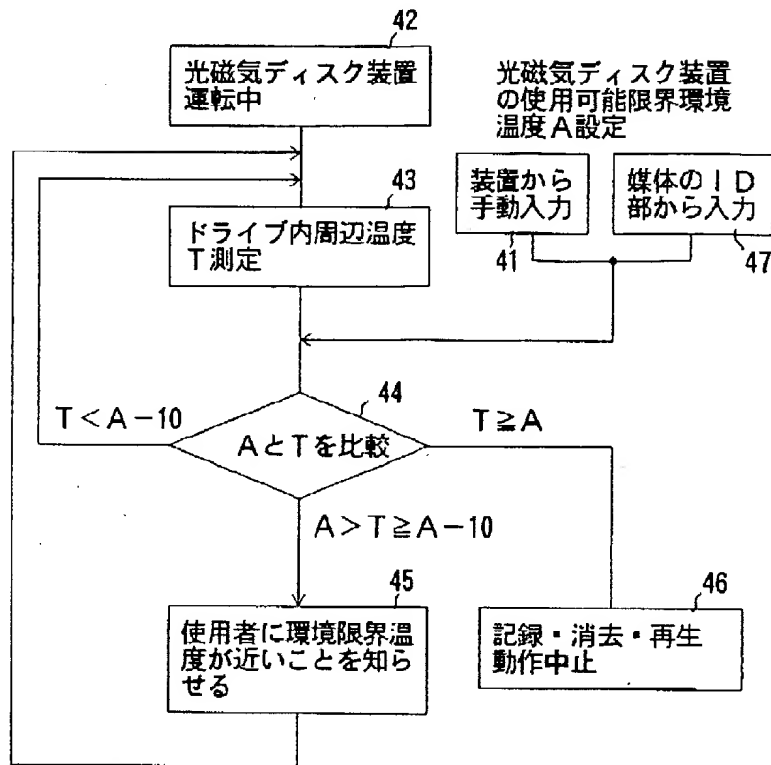 42
光磁気ディスク装置
運転中
光磁気ディスク装置
の使用可能限界環境
温度A設定
43
ドライブ内周辺温度
T測定
装置から
手動入力
41
媒体のID
部から入力
47
44
T<A-10
AとTを比較
T≧A
A>T≧A-10
45
使用者に環境限界温
度が近いことを知ら
せる
46
記録・消去・再生
動作中止